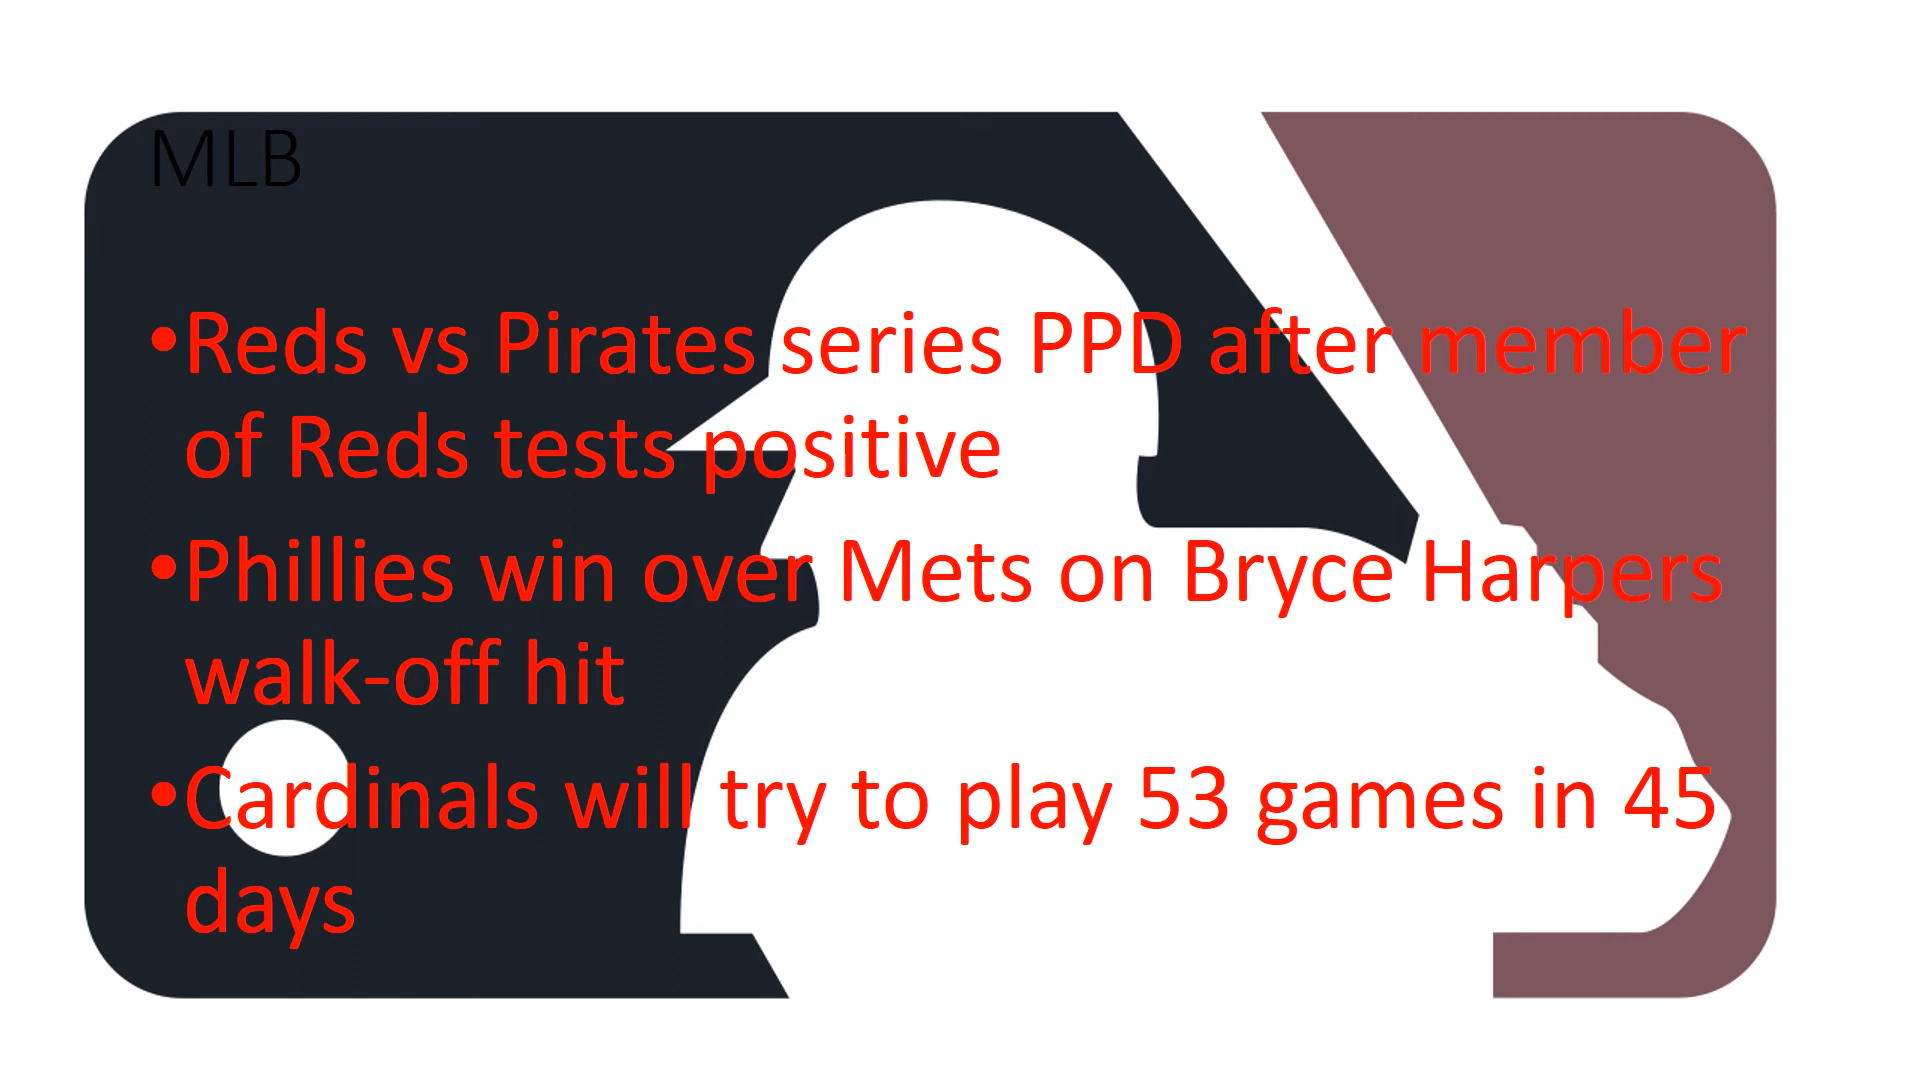 MLB
•Reds vs Pirates series PPD after member
of Reds tests positive
•Phillies win over Mets on Bryce Harpers
walk-off hit
•Cardinals will try to play 53 games in 45
days